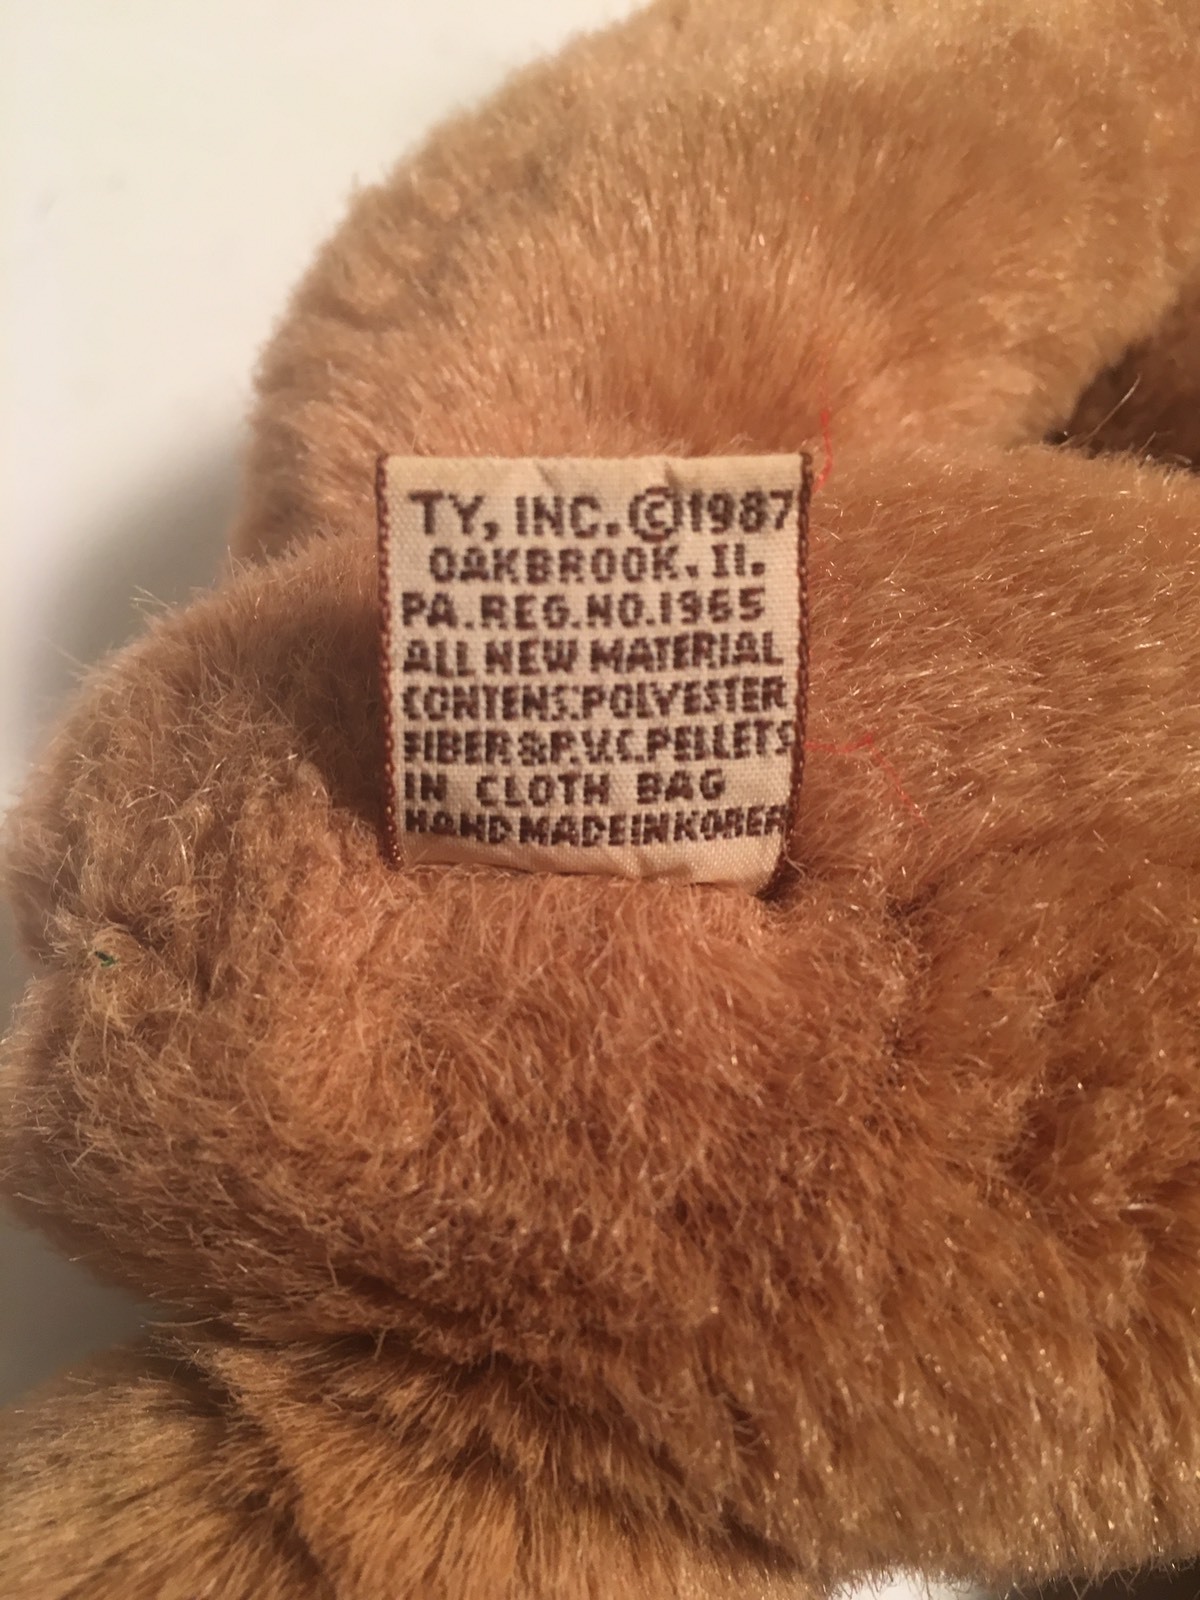 TY, INC. ©1987
OAKBROOK, Il.
PA.REG.NO.1965
ALL NEW MATERIAL
CONTENS:POLYESTER
FIBER&P.V.C.PELLETS
IN CLOTH BAG
HAND MADE IN KOREA